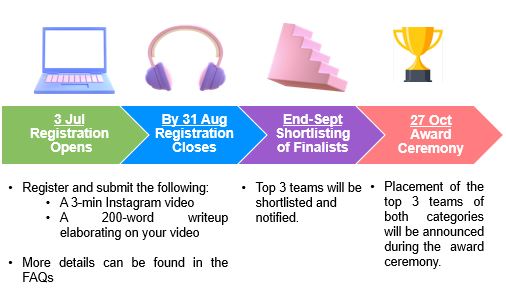 3 Jul
Registration
Opens
By 31 Aug
Registration
Closes
End-Sept
Shortlisting
of Finalists
27 Oct
Award
Ceremony
• Register and submit the following:
• A 3-min Instagram video
• A 200-word writeup
elaborating on your video
• More details can be found in the
FAQs
• Top 3 teams will be
shortlisted and
notified.
• Placement of the
top 3 teams of
both categories
will be announced
during the award
ceremony.